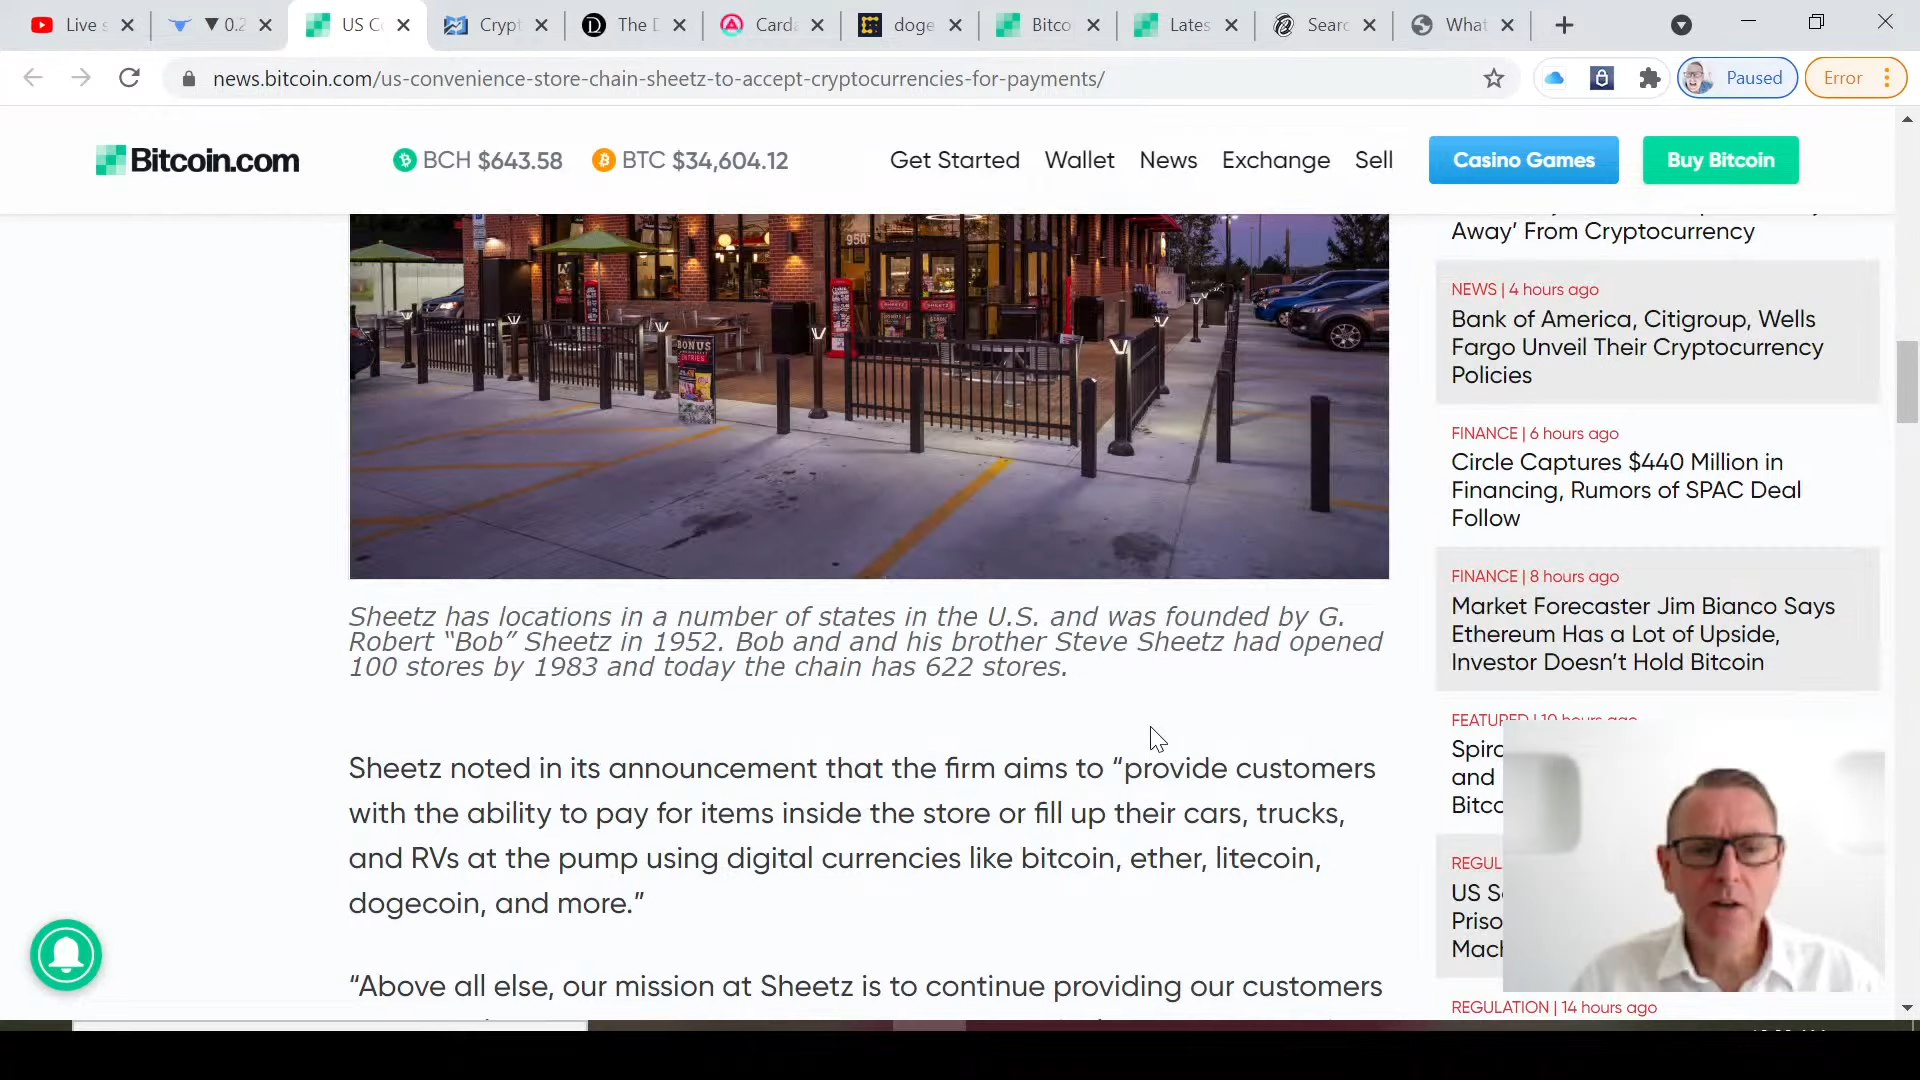 Live
▼ 0.2
US C
Crypt
The D
Card
doge
Bitco
Lates
Sear
What
news.bitcoin.com/us-convenience-store-chain-sheetz-to-accept-cryptocurrencies-for-payments/
Paused
Error
Bitcoin.com
BCH $643.58
BTC $34,604.12
Get Started
Wallet
News
Exchange
Sell
Casino Games
Buy Bitcoin
950
BONUS
ENTRIES
Sheetz has locations in a number of states in the U.S. and was founded by G.
Robert “Bob” Sheetz in 1952. Bob and and his brother Steve Sheetz had opened
100 stores by 1983 and today the chain has 622 stores.
Sheetz noted in its announcement that the firm aims to “provide customers
with the ability to pay for items inside the store or fill up their cars, trucks,
and RVs at the pump using digital currencies like bitcoin, ether, litecoin,
dogecoin, and more.”
“Above all else, our mission at Sheetz is to continue providing our customers
Away’ From Cryptocurrency
NEWS | 4 hours ago
Bank of America, Citigroup, Wells
Fargo Unveil Their Cryptocurrency
Policies
FINANCE | 6 hours ago
Circle Captures $440 Million in
Financing, Rumors of SPAC Deal
Follow
FINANCE | 8 hours ago
Market Forecaster Jim Bianco Says
Ethereum Has a Lot of Upside,
Investor Doesn’t Hold Bitcoin
FEATURED | 10 hours ago
Spiro
and
Bitco
REGUL
US S
Priso
Mach
REGULATION | 14 hours ago